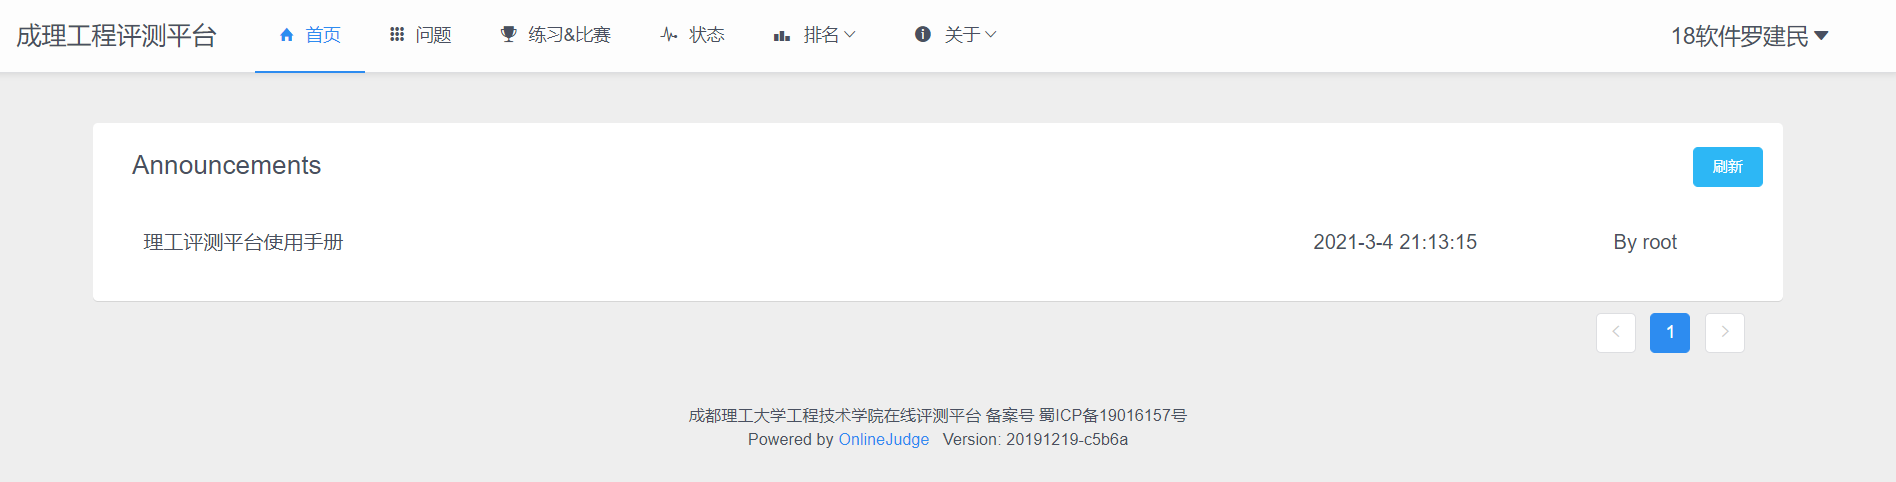 成理工程评测平台 首页 问题 练习&比赛 状态 排名 关于 18软件罗建民
Announcements 刷新
理工评测平台使用手册 2021-3-4 21:13:15 By root
1
成都理工大学工程技术学院在线评测平台 备案号 蜀ICP备19016157号
Powered by OnlineJudge Version: 20191219-c5b6a